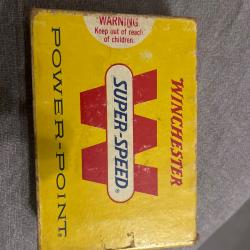 WARNING
Keep out of reach
of children.
WINCHESTER
SUPER-SPEED®
POWER-POINT